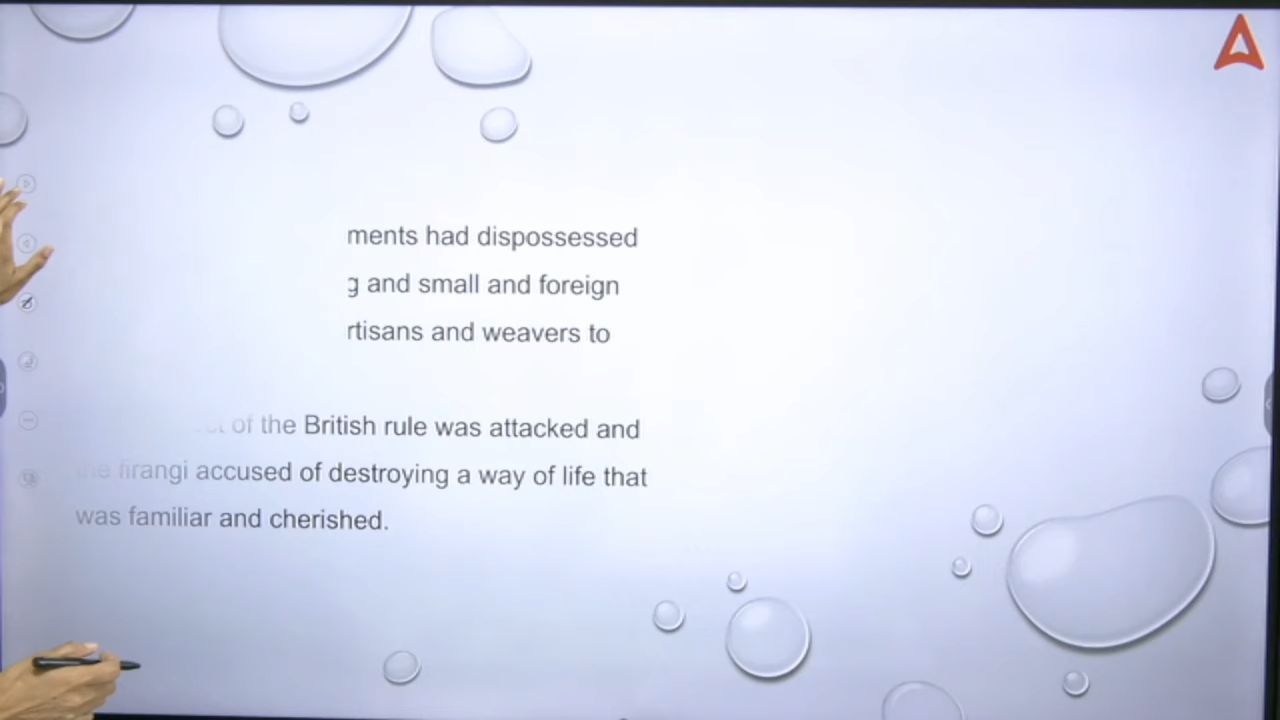 ments had dispossessed
g and small and foreign
rtisans and weavers to
of the British rule was attacked and
the firangi accused of destroying a way of life that
was familiar and cherished.